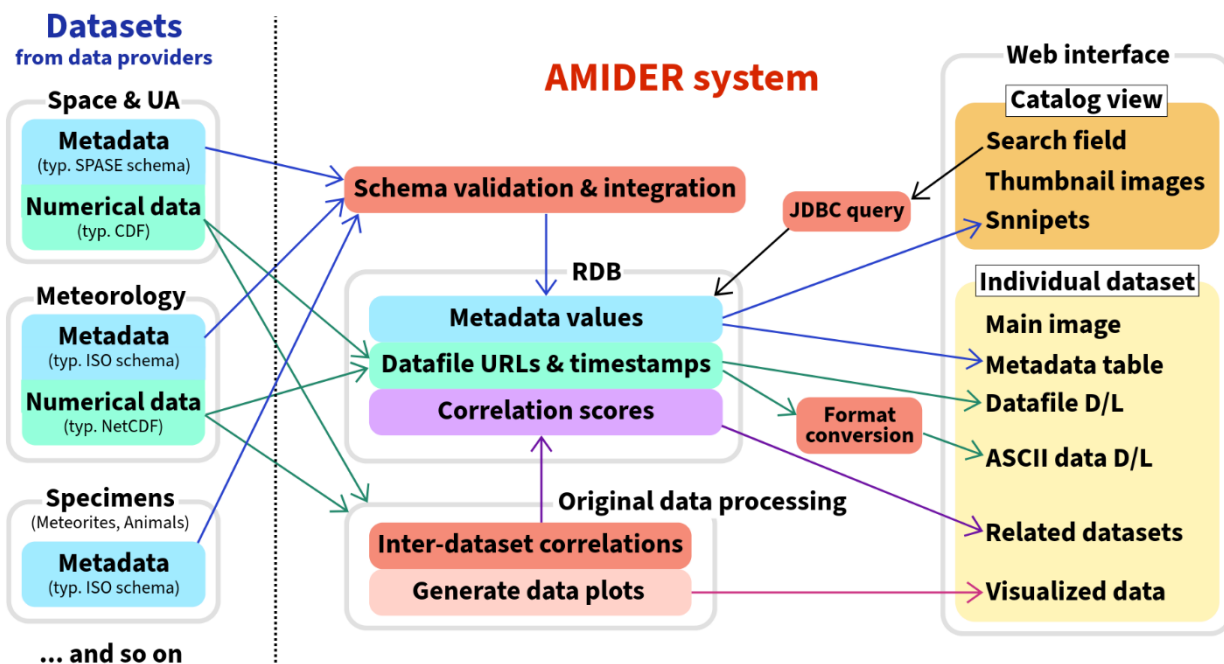 Datasets
from data providers
Space & UA
Metadata
(typ. SPASE schema)
Numerical data
(typ. CDF)
Meteorology
Metadata
(typ. ISO schema)
Numerical data
(typ. NetCDF)
Specimens
(Meteorites, Animals)
Metadata
(typ. ISO schema)
... and so on
AMIDER system
Schema validation & integration
JDBC query
RDB
Metadata values
Datafile URLs & timestamps
Correlation scores
Format
conversion
Original data processing
Inter-dataset correlations
Generate data plots
Web interface
Catalog view
Search field
Thumbnail images
Snnipets
Individual dataset
Main image
Metadata table
Datafile D/L
ASCII data D/L
Related datasets
Visualized data